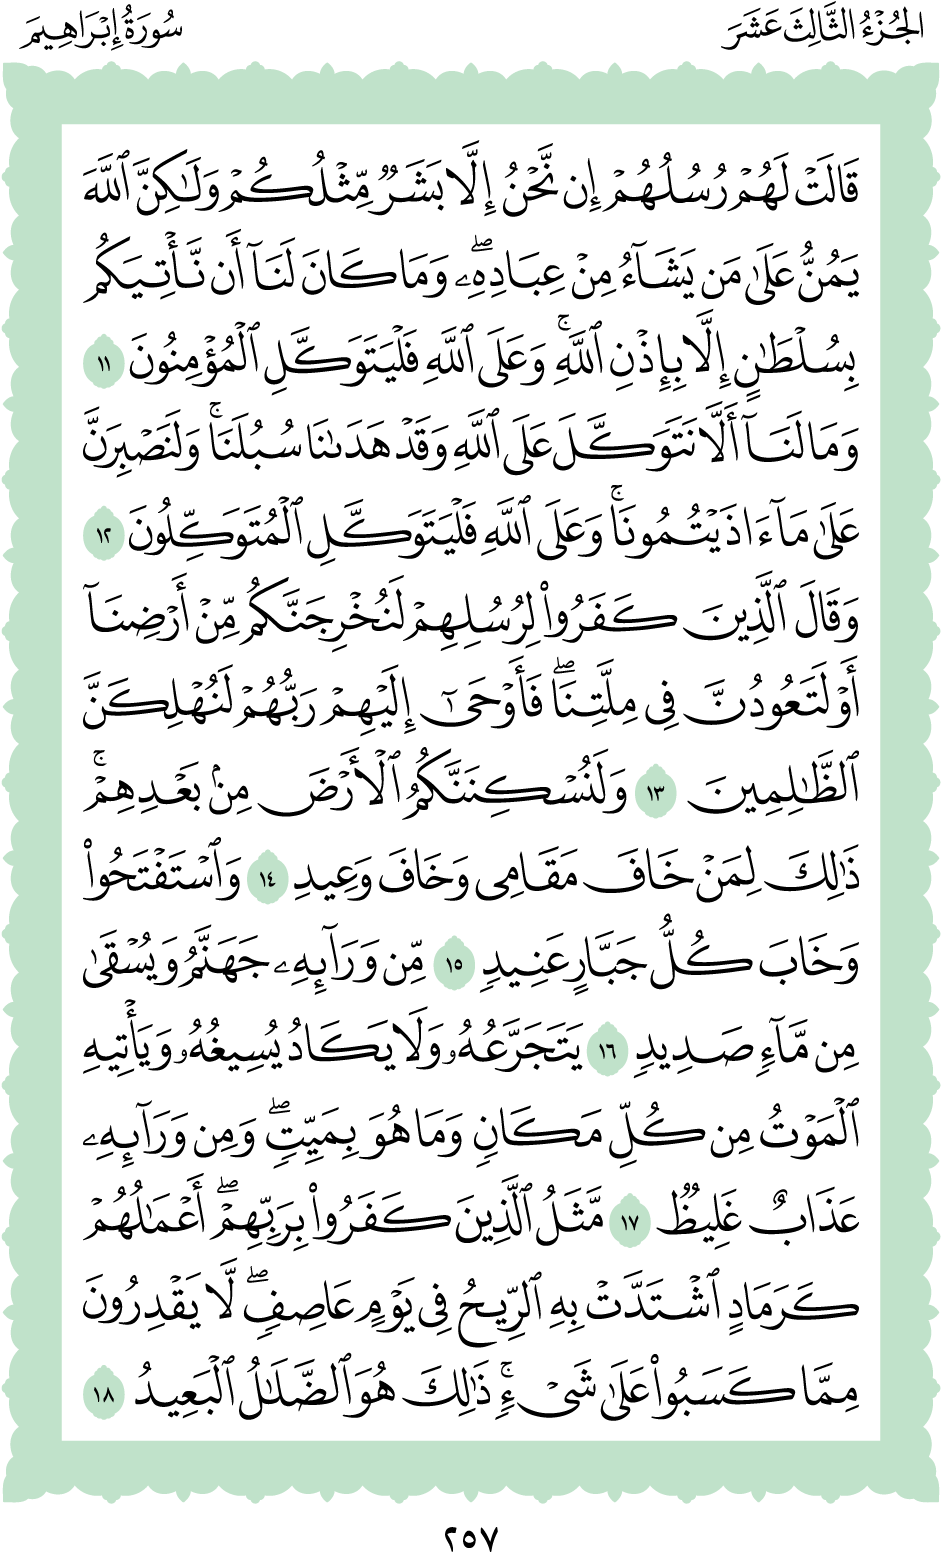 الجُزْءُ الثَّالِثَ عَشَرَ
سُورَةُ إِبْرَاهِيمَ
قَالَتْ لَهُمْ رُسُلُهُمْ إِن نَّحْنُ إِلَّا بَشَرٌ مِّثْلُكُمْ وَلَٰكِنَّ ٱللَّهَ
يَمُنُّ عَلَىٰ مَن يَشَآءُ مِنْ عِبَادِهِۦۖ وَمَا كَانَ لَنَآ أَن نَّأْتِيَكُم
بِسُلْطَٰنٍ إِلَّا بِإِذْنِ ٱللَّهِۚ وَعَلَى ٱللَّهِ فَلْيَتَوَكَّلِ ٱلْمُؤْمِنُونَ ١١
وَمَا لَنَآ أَلَّا نَتَوَكَّلَ عَلَى ٱللَّهِ وَقَدْ هَدَىٰنَا سُبُلَنَاۚ وَلَنَصْبِرَنَّ
عَلَىٰ مَآ ءَاذَيْتُمُونَاۚ وَعَلَى ٱللَّهِ فَلْيَتَوَكَّلِ ٱلْمُتَوَكِّلُونَ ١٢
وَقَالَ ٱلَّذِينَ كَفَرُوا۟ لِرُسُلِهِمْ لَنُخْرِجَنَّكُم مِّنْ أَرْضِنَآ
أَوْ لَتَعُودُنَّ فِى مِلَّتِنَاۖ فَأَوْحَىٰٓ إِلَيْهِمْ رَبُّهُمْ لَنُهْلِكَنَّ
ٱلظَّٰلِمِينَ ١٣ وَلَنُسْكِنَنَّكُمُ ٱلْأَرْضَ مِنۢ بَعْدِهِمْۚ
ذَٰلِكَ لِمَنْ خَافَ مَقَامِى وَخَافَ وَعِيدِ ١٤ وَٱسْتَفْتَحُوا۟
وَخَابَ كُلُّ جَبَّارٍ عَنِيدٍ ١٥ مِّن وَرَآئِهِۦ جَهَنَّمُ وَيُسْقَىٰ
مِن مَّآءٍ صَدِيدٍ ١٦ يَتَجَرَّعُهُۥ وَلَا يَكَادُ يُسِيغُهُۥ وَيَأْتِيهِ
ٱلْمَوْتُ مِن كُلِّ مَكَانٍ وَمَا هُوَ بِمَيِّتٍۖ وَمِن وَرَآئِهِۦ
عَذَابٌ غَلِيظٌ ١٧ مَّثَلُ ٱلَّذِينَ كَفَرُوا۟ بِرَبِّهِمْۖ أَعْمَٰلُهُمْ
كَرَمَادٍ ٱشْتَدَّتْ بِهِ ٱلرِّيحُ فِى يَوْمٍ عَاصِفٍۖ لَّا يَقْدِرُونَ
مِمَّا كَسَبُوا۟ عَلَىٰ شَىْءٍۚ ذَٰلِكَ هُوَ ٱلضَّلَٰلُ ٱلْبَعِيدُ ١٨
٢٥٧